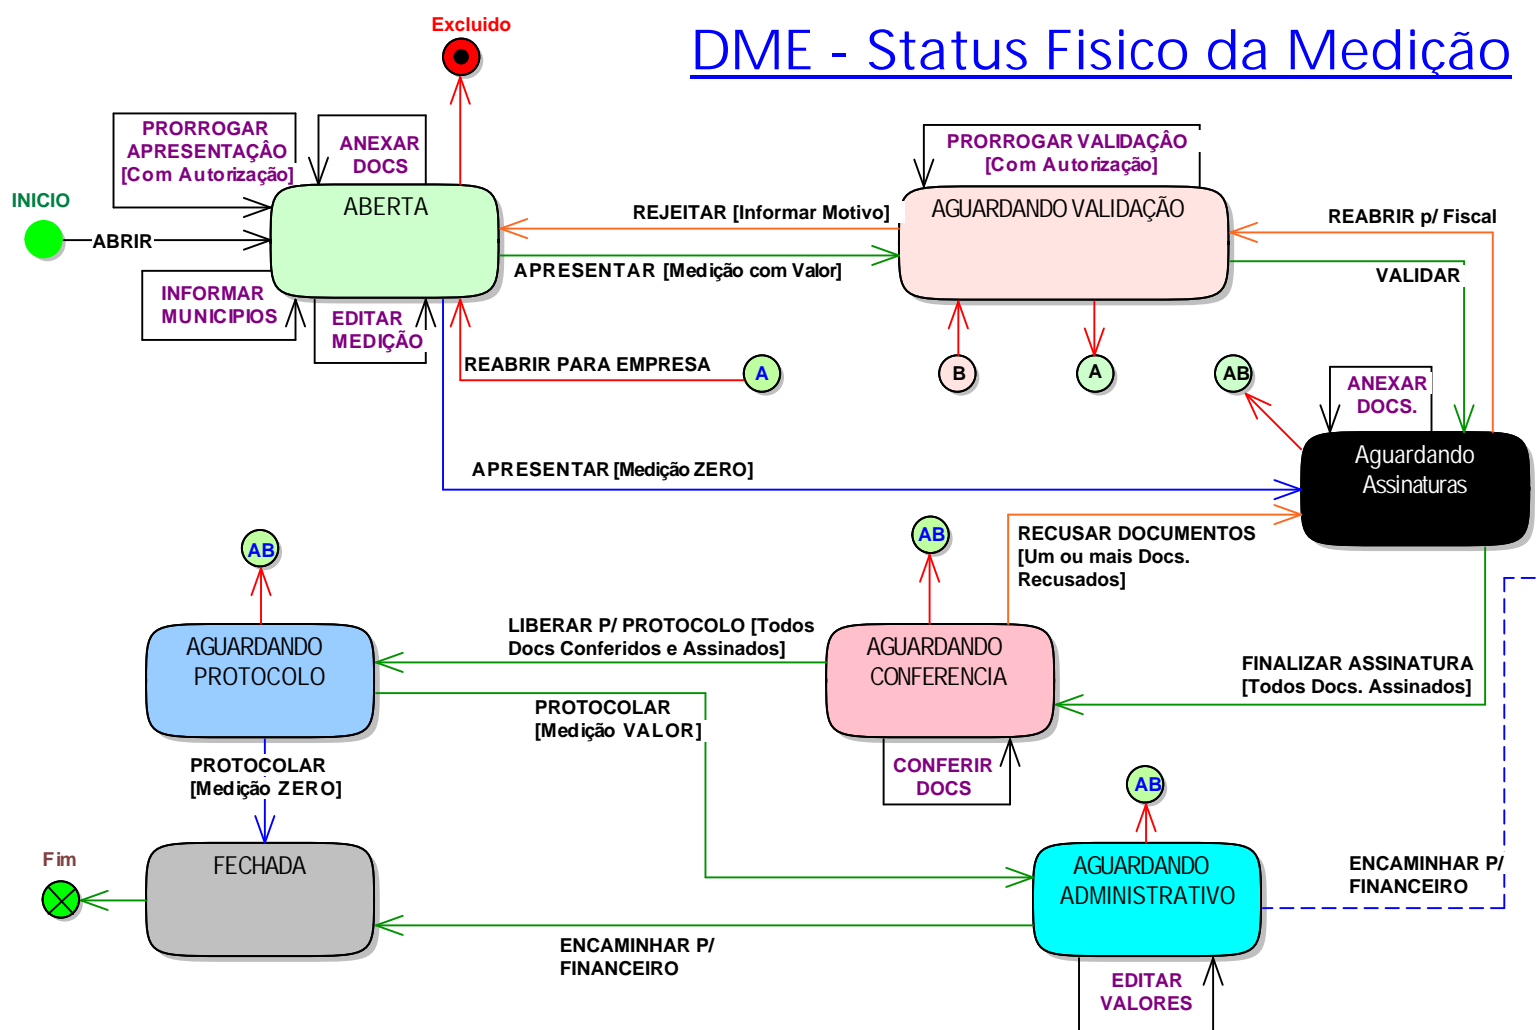 Excluido
DME - Status Fisico da Medição
PRORROGAR
APRESENTAÇÂO
[Com Autorização]
ANEXAR
DOCS
PRORROGAR VALIDAÇÂO
[Com Autorização]
INICIO
ABRIR
ABERTA
REJEITAR [Informar Motivo]
AGUARDANDO VALIDAÇÃO
REABRIR p/ Fiscal
APRESENTAR [Medição com Valor]
VALIDAR
INFORMAR
MUNICIPIOS
EDITAR
MEDIÇÃO
REABRIR PARA EMPRESA
A
B
A
AB
ANEXAR
DOCS.
APRESENTAR [Medição ZERO]
Aguardando
Assinaturas
AB
AB
RECUSAR DOCUMENTOS
[Um ou mais Docs.
Recusados]
AGUARDANDO
PROTOCOLO
LIBERAR P/ PROTOCOLO [Todos
Docs Conferidos e Assinados]
AGUARDANDO
CONFERENCIA
FINALIZAR ASSINATURA
[Todos Docs. Assinados]
PROTOCOLAR
[Medição VALOR]
PROTOCOLAR
[Medição ZERO]
CONFERIR
DOCS
AB
Fim
FECHADA
AGUARDANDO
ADMINISTRATIVO
ENCAMINHAR P/
FINANCEIRO
ENCAMINHAR P/
FINANCEIRO
EDITAR
VALORES